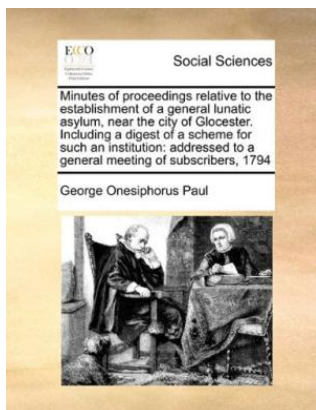 ECCO
Social Sciences
Minutes of proceedings relative to the
establishment of a general lunatic
asylum, near the city of Glocester.
Including a digest of a scheme for
such an institution: addressed to a
general meeting of subscribers, 1794
George Onesiphorus Paul